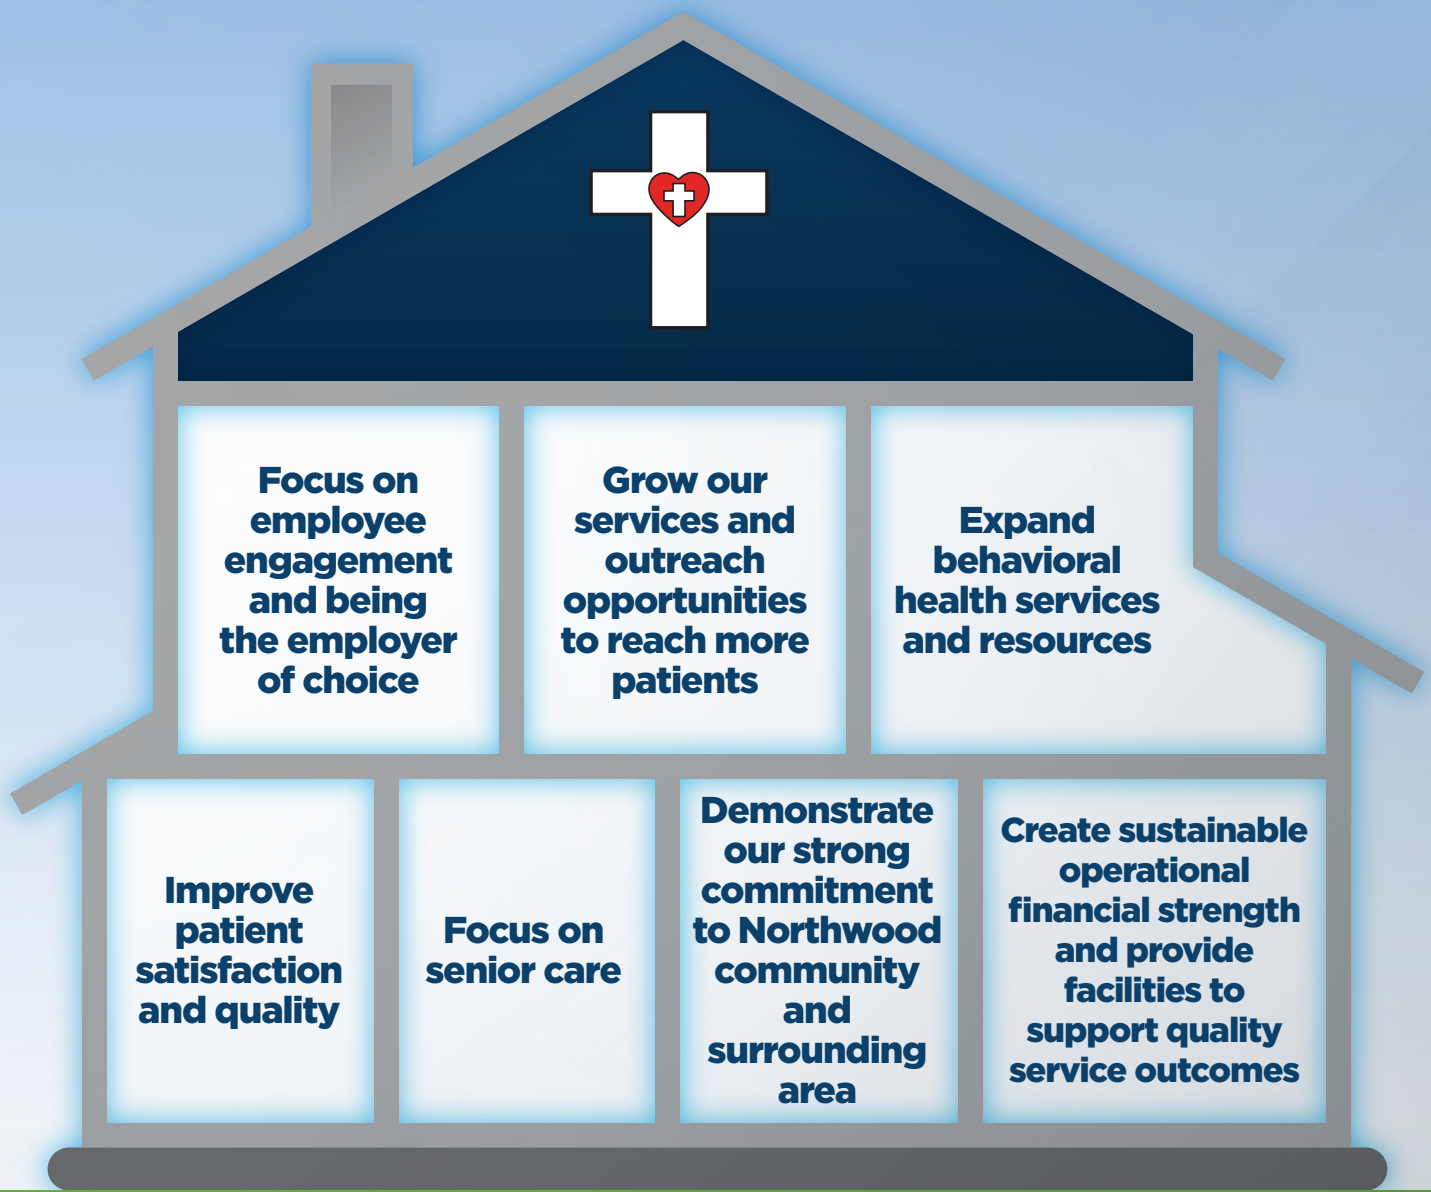 Focus on
employee
engagement
and being
the employer
of choice
Grow our
services and
outreach
opportunities
to reach more
patients
Expand
behavioral
health services
and resources
Improve
patient
satisfaction
and quality
Focus on
senior care
Demonstrate
our strong
commitment
to Northwood
community
and
surrounding
area
Create sustainable
operational
financial strength
and provide
facilities to
support quality
service outcomes